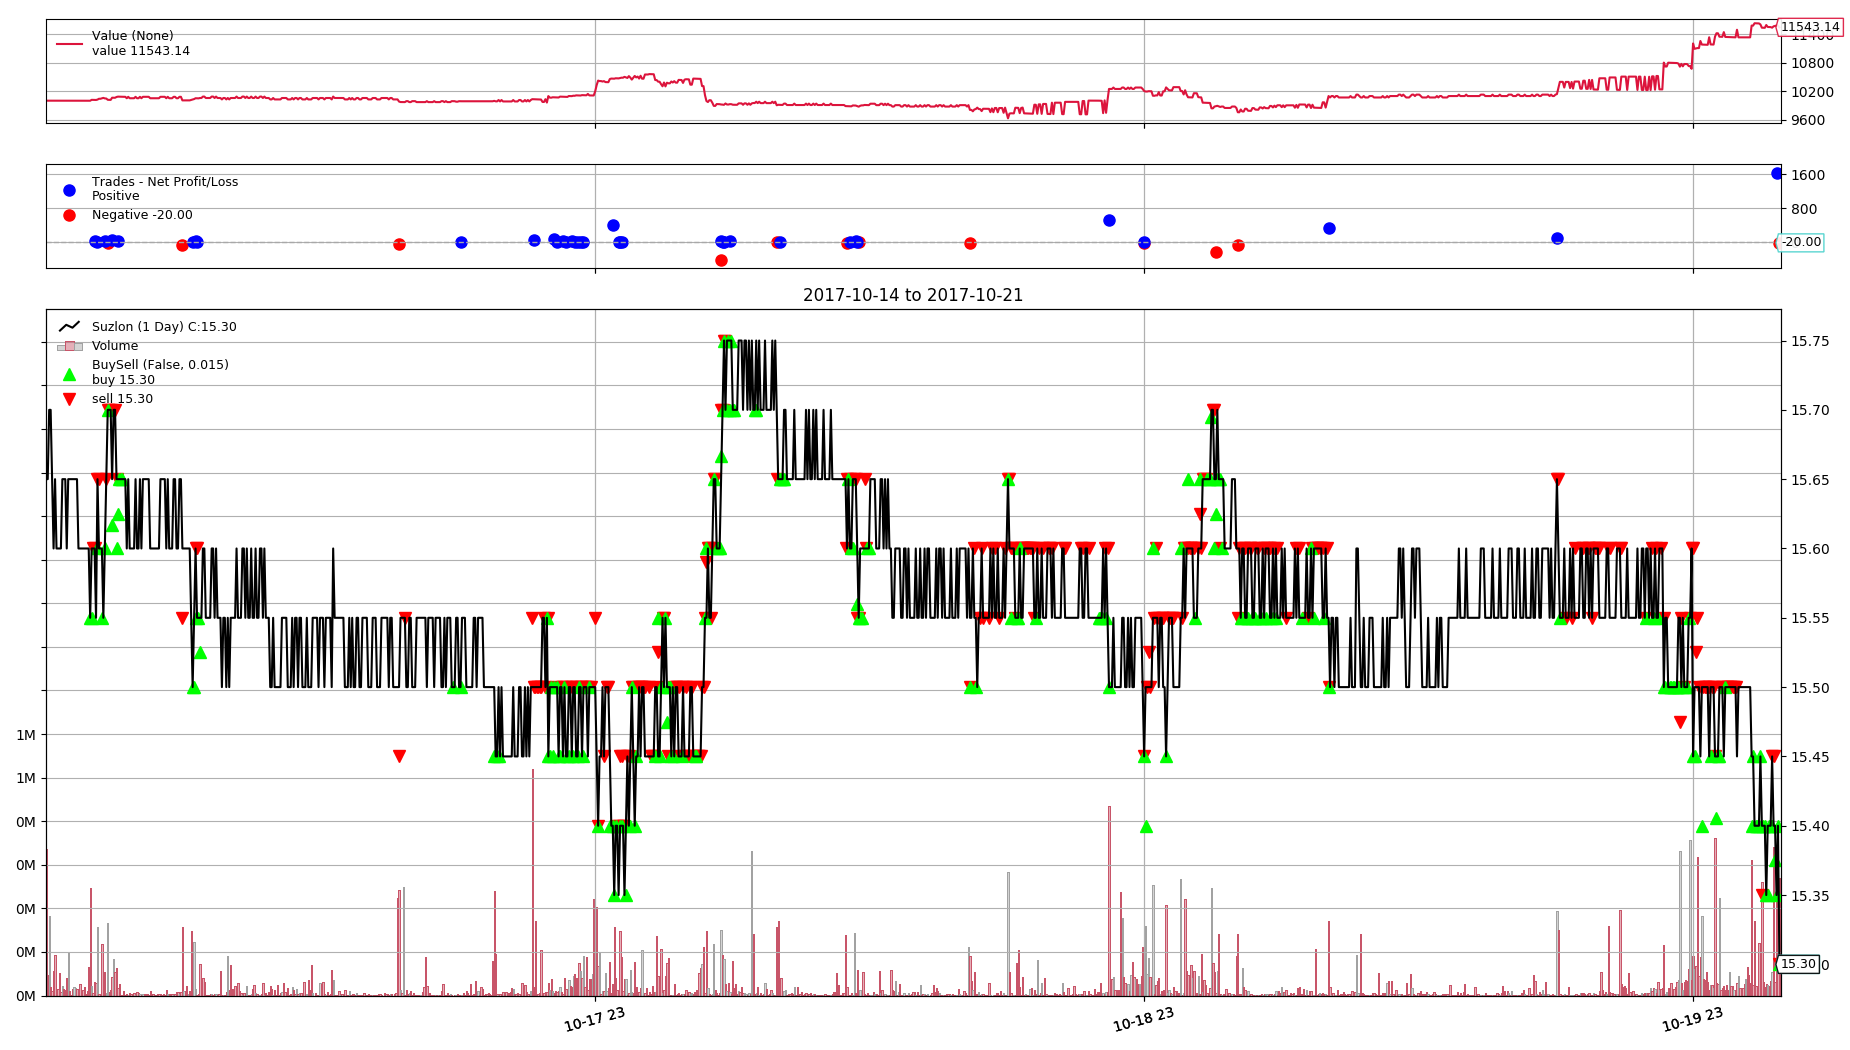 Value (None)
value 11543.14
11543.14
10800
10200
9600
Trades - Net Profit/Loss
Positive
Negative -20.00
1600
800
-20.00
2017-10-14 to 2017-10-21
Suzlon (1 Day) C:15.30
Volume
BuySell (False, 0.015)
buy 15.30
sell 15.30
15.75
15.70
15.65
15.60
15.55
15.50
15.45
15.40
15.35
15.30
1M
1M
0M
0M
0M
0M
0M
10-17 23
10-18 23
10-19 23